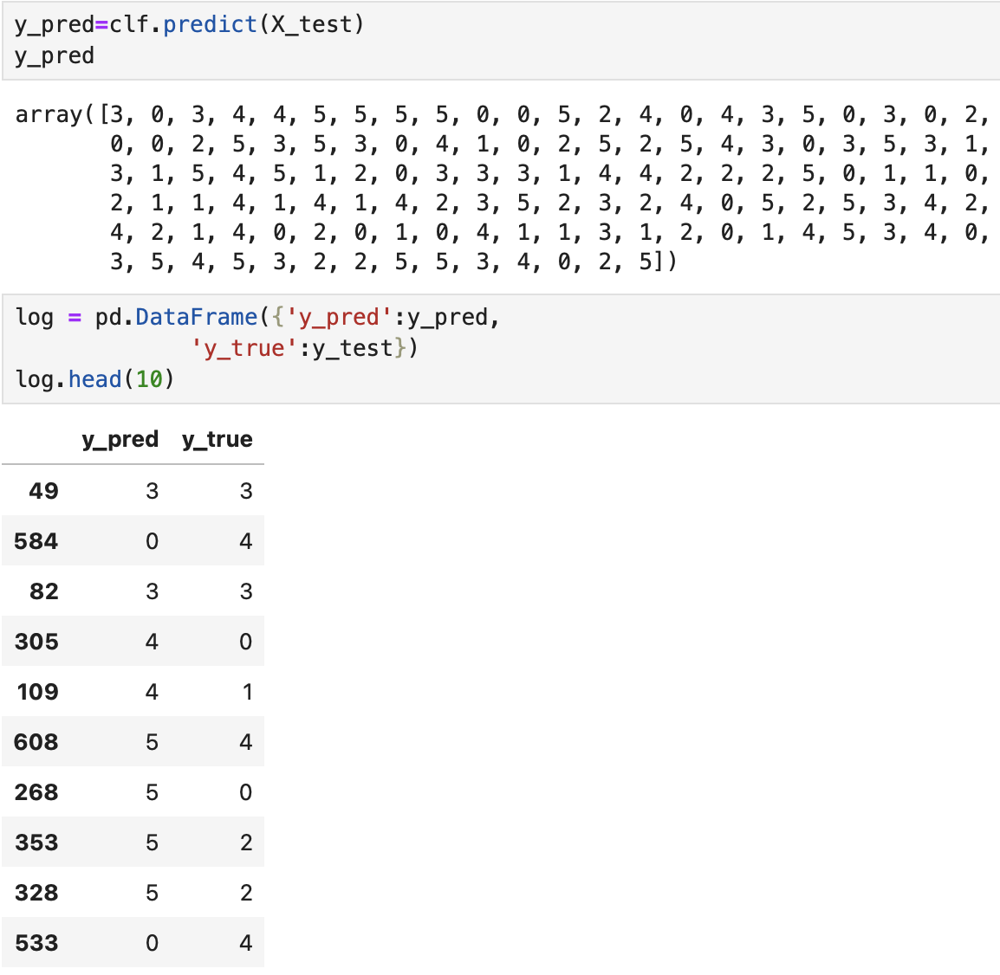 y_pred=clf.predict(X_test)
y_pred
array([3, 0, 3, 4, 4, 5, 5, 5, 5, 0, 0, 5, 2, 4, 0, 4, 3, 5, 0, 3, 0, 2,
0, 0, 2, 5, 3, 5, 3, 0, 4, 1, 0, 2, 5, 2, 5, 4, 3, 0, 3, 5, 3, 1,
3, 1, 5, 4, 5, 1, 2, 0, 3, 3, 3, 1, 4, 4, 2, 2, 2, 5, 0, 1, 1, 0,
2, 1, 1, 4, 1, 4, 1, 4, 2, 3, 5, 2, 3, 2, 4, 0, 5, 2, 5, 3, 4, 2,
4, 2, 1, 4, 0, 2, 0, 1, 0, 4, 1, 1, 3, 1, 2, 0, 1, 4, 5, 3, 4, 0,
3, 5, 4, 5, 3, 2, 2, 5, 5, 3, 4, 0, 2, 5])
log = pd.DataFrame({'y_pred':y_pred,
'y_true':y_test})
log.head(10)
y_pred y_true
49 3 3
584 0 4
82 3 3
305 4 0
109 4 1
608 5 4
268 5 0
353 5 2
328 5 2
533 0 4